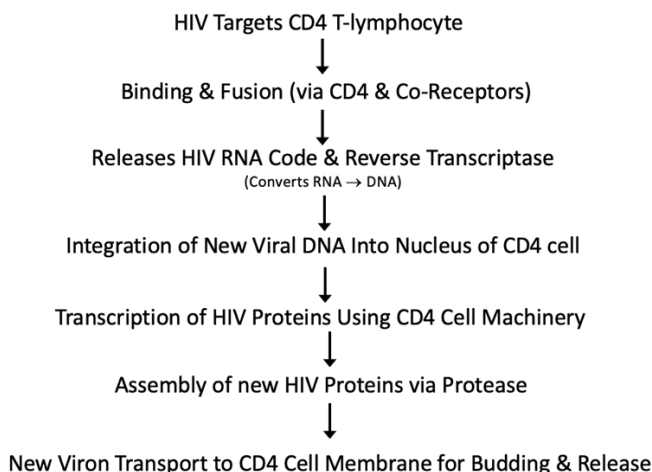 HIV Targets CD4 T-lymphocyte
Binding & Fusion (via CD4 & Co-Receptors)
Releases HIV RNA Code & Reverse Transcriptase
(Converts RNA → DNA)
Integration of New Viral DNA Into Nucleus of CD4 cell
Transcription of HIV Proteins Using CD4 Cell Machinery
Assembly of new HIV Proteins via Protease
New Viron Transport to CD4 Cell Membrane for Budding & Release